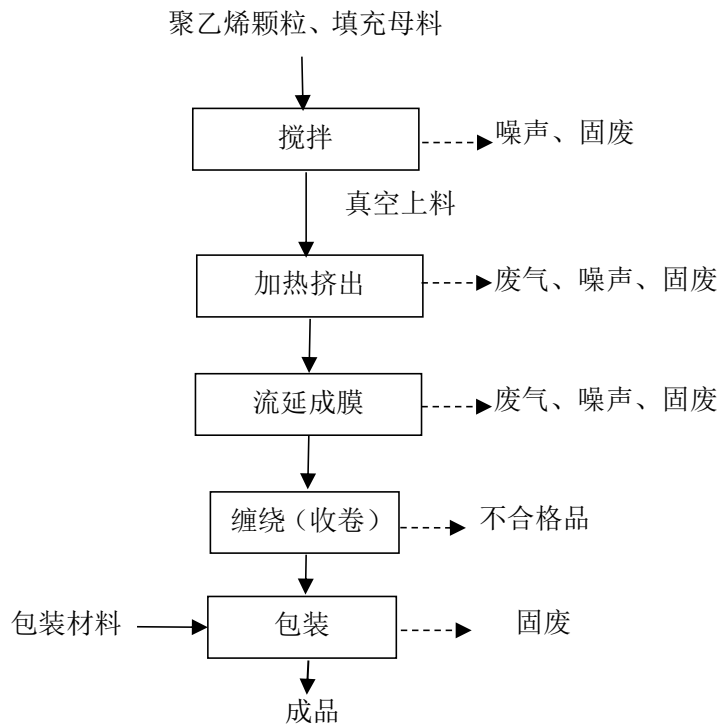 聚乙烯颗粒、填充母料
搅拌
噪声、固废
真空上料
加热挤出
废气、噪声、固废
流延成膜
废气、噪声、固废
缠绕（收卷）
不合格品
包装材料
包装
固废
成品